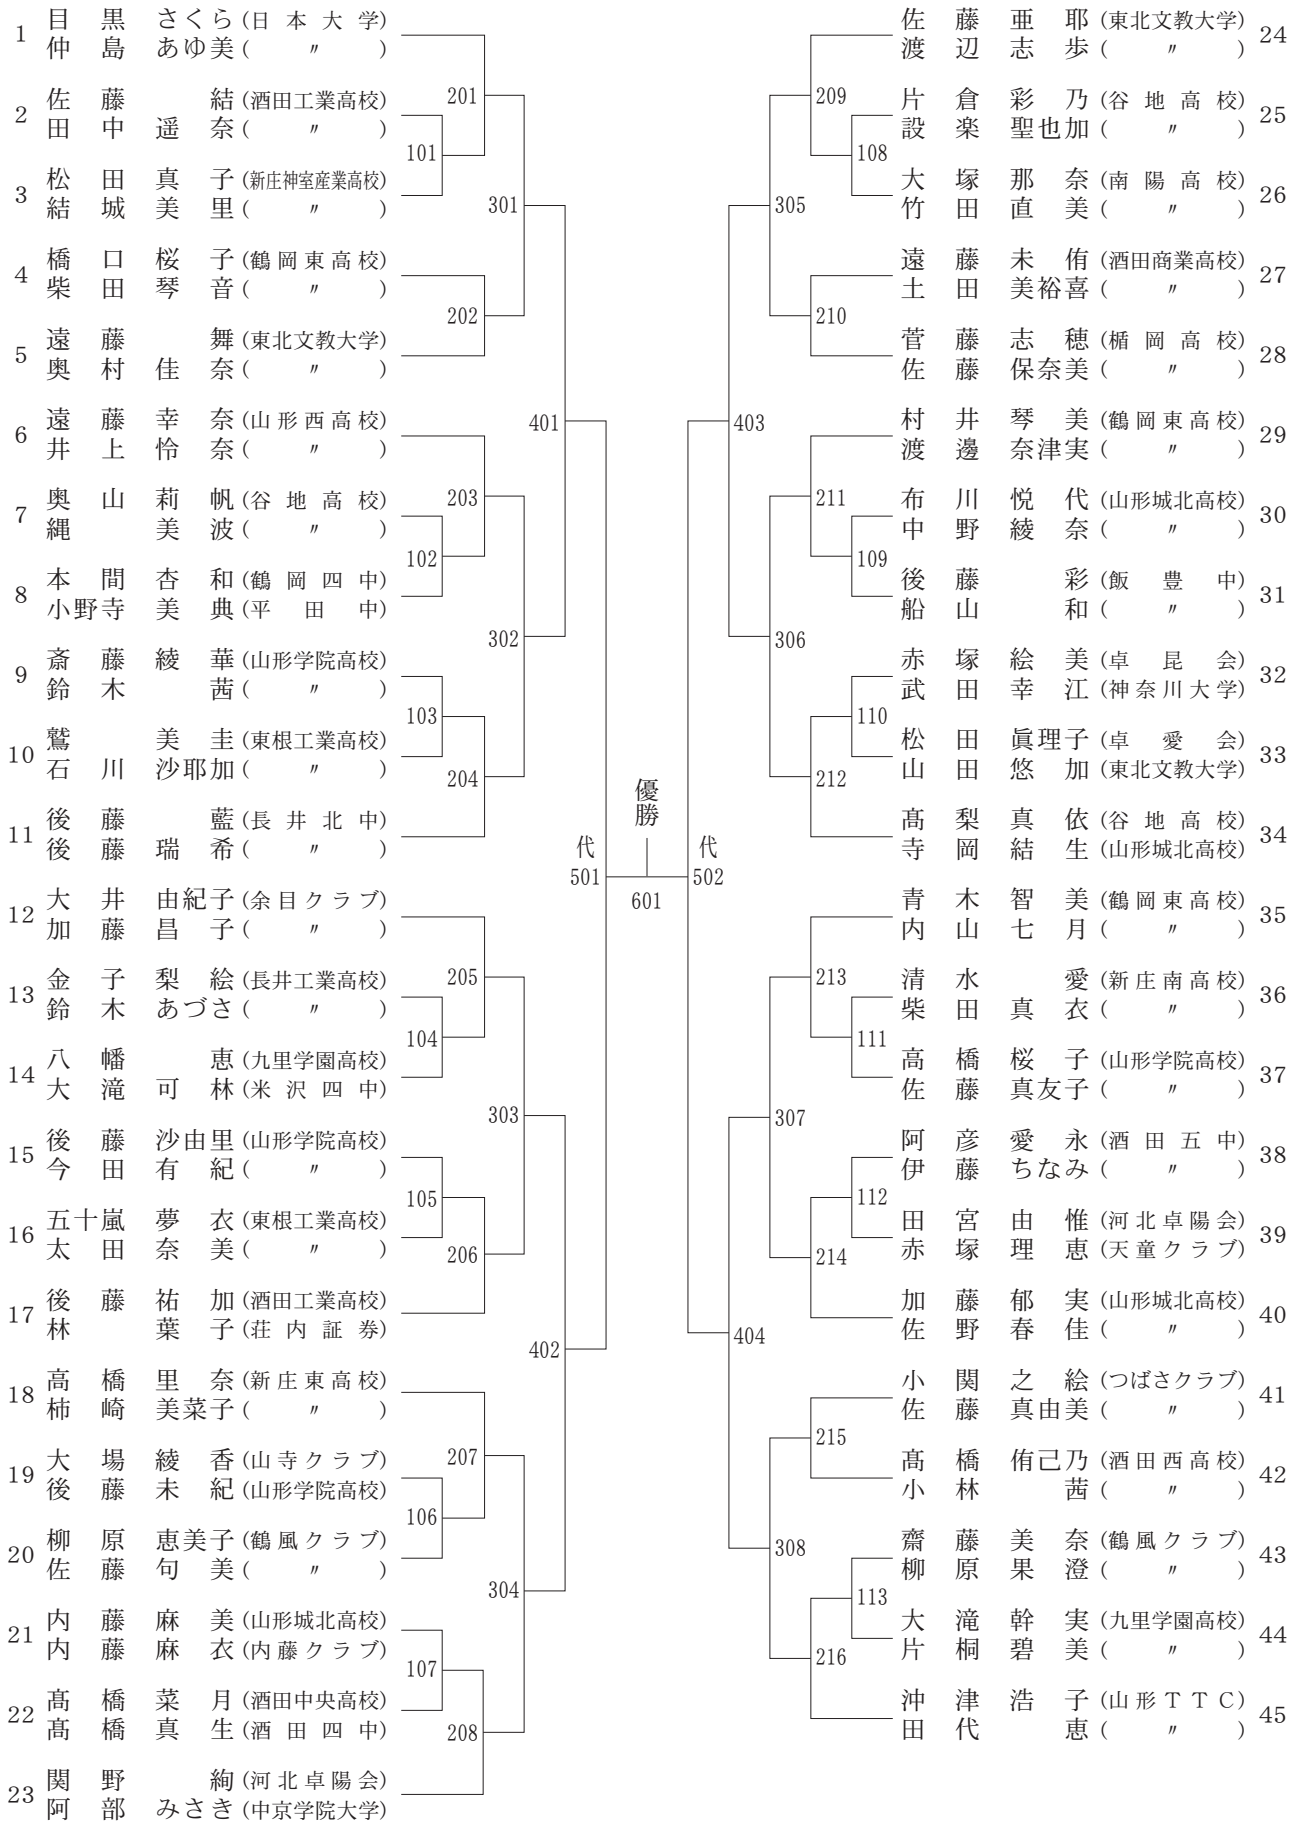 1 目黒 さくら (日本大学)
仲島 あゆ美 ( 〃 )
2 佐藤 結 (酒田工業高校)
田中 遥奈 ( 〃 )
3 松田 真子 (新庄神室産業高校)
結城 美里 ( 〃 )
4 橋口 桜子 (鶴岡東高校)
柴田 琴音 ( 〃 )
5 遠藤 舞 (東北文教大学)
奥村 佳奈 ( 〃 )
6 遠藤 幸奈 (山形西高校)
井上 怜奈 ( 〃 )
7 奥山 莉帆 (谷地高校)
縄 美波 ( 〃 )
8 本間 杏和 (鶴岡四中)
小野寺 美典 (平田中)
9 斎藤 綾華 (山形学院高校)
鈴木 茜 ( 〃 )
10 鷲 美圭 (東根工業高校)
石川 沙耶加 ( 〃 )
11 後藤 藍 (長井北中)
後藤 瑞希 ( 〃 )
12 大井 由紀子 (余目クラブ)
加藤 昌子 ( 〃 )
13 金子 梨絵 (長井工業高校)
鈴木 あづさ ( 〃 )
14 八幡 恵 (九里学園高校)
大滝 可林 (米沢四中)
15 後藤 沙由里 (山形学院高校)
今田 有紀 ( 〃 )
16 五十嵐 夢衣 (東根工業高校)
太田 奈美 ( 〃 )
17 後藤 祐加 (酒田工業高校)
林 葉子 (荘内証券)
18 高橋 里奈 (新庄東高校)
柿崎 美菜子 ( 〃 )
19 大場 綾香 (山寺クラブ)
後藤 未紀 (山形学院高校)
20 柳原 恵美子 (鶴風クラブ)
佐藤 句美 ( 〃 )
21 内藤 麻美 (山形城北高校)
内藤 麻衣 (内藤クラブ)
22 髙橋 菜月 (酒田中央高校)
髙橋 真生 (酒田四中)
23 関野 絢 (河北卓陽会)
阿部 みさき (中京学院大学)
101
102
103
104
105
106
107
201
202
203
204
205
206
207
208
301
302
303
304
401
402
代
501
優勝
601
代
502
403
404
305
306
307
308
209
210
211
212
213
214
215
216
108
109
110
111
112
113
佐藤 亜耶 (東北文教大学) 24
渡辺 志歩 ( 〃 )
片倉 彩乃 (谷地高校) 25
設楽 聖也加 ( 〃 )
大塚 那奈 (南陽高校) 26
竹田 直美 ( 〃 )
遠藤 未侑 (酒田商業高校) 27
土田 美裕喜 ( 〃 )
菅藤 志穂 (楯岡高校) 28
佐藤 保奈美 ( 〃 )
村井 琴美 (鶴岡東高校) 29
渡邊 奈津実 ( 〃 )
布川 悦代 (山形城北高校) 30
中野 綾奈 ( 〃 )
後藤 彩 (飯豊中) 31
船山 和 ( 〃 )
赤塚 絵美 (卓昆会) 32
武田 幸江 (神奈川大学)
松田 眞理子 (卓愛会) 33
山田 悠加 (東北文教大学)
髙梨 真依 (谷地高校) 34
寺岡 結生 (山形城北高校)
青木 智美 (鶴岡東高校) 35
内山 七月 ( 〃 )
清水 愛 (新庄南高校) 36
柴田 真衣 ( 〃 )
高橋 桜子 (山形学院高校) 37
佐藤 真友子 ( 〃 )
阿彦 愛永 (酒田五中) 38
伊藤 ちなみ ( 〃 )
田宮 由惟 (河北卓陽会) 39
赤塚 理恵 (天童クラブ)
加藤 郁実 (山形城北高校) 40
佐野 春佳 ( 〃 )
小関 之絵 (つばさクラブ) 41
佐藤 真由美 ( 〃 )
髙橋 侑己乃 (酒田西高校) 42
小林 茜 ( 〃 )
齋藤 美奈 (鶴風クラブ) 43
柳原 果澄 ( 〃 )
大滝 幹実 (九里学園高校) 44
片桐 碧美 ( 〃 )
沖津 浩子 (山形TTC) 45
田代 恵 ( 〃 )